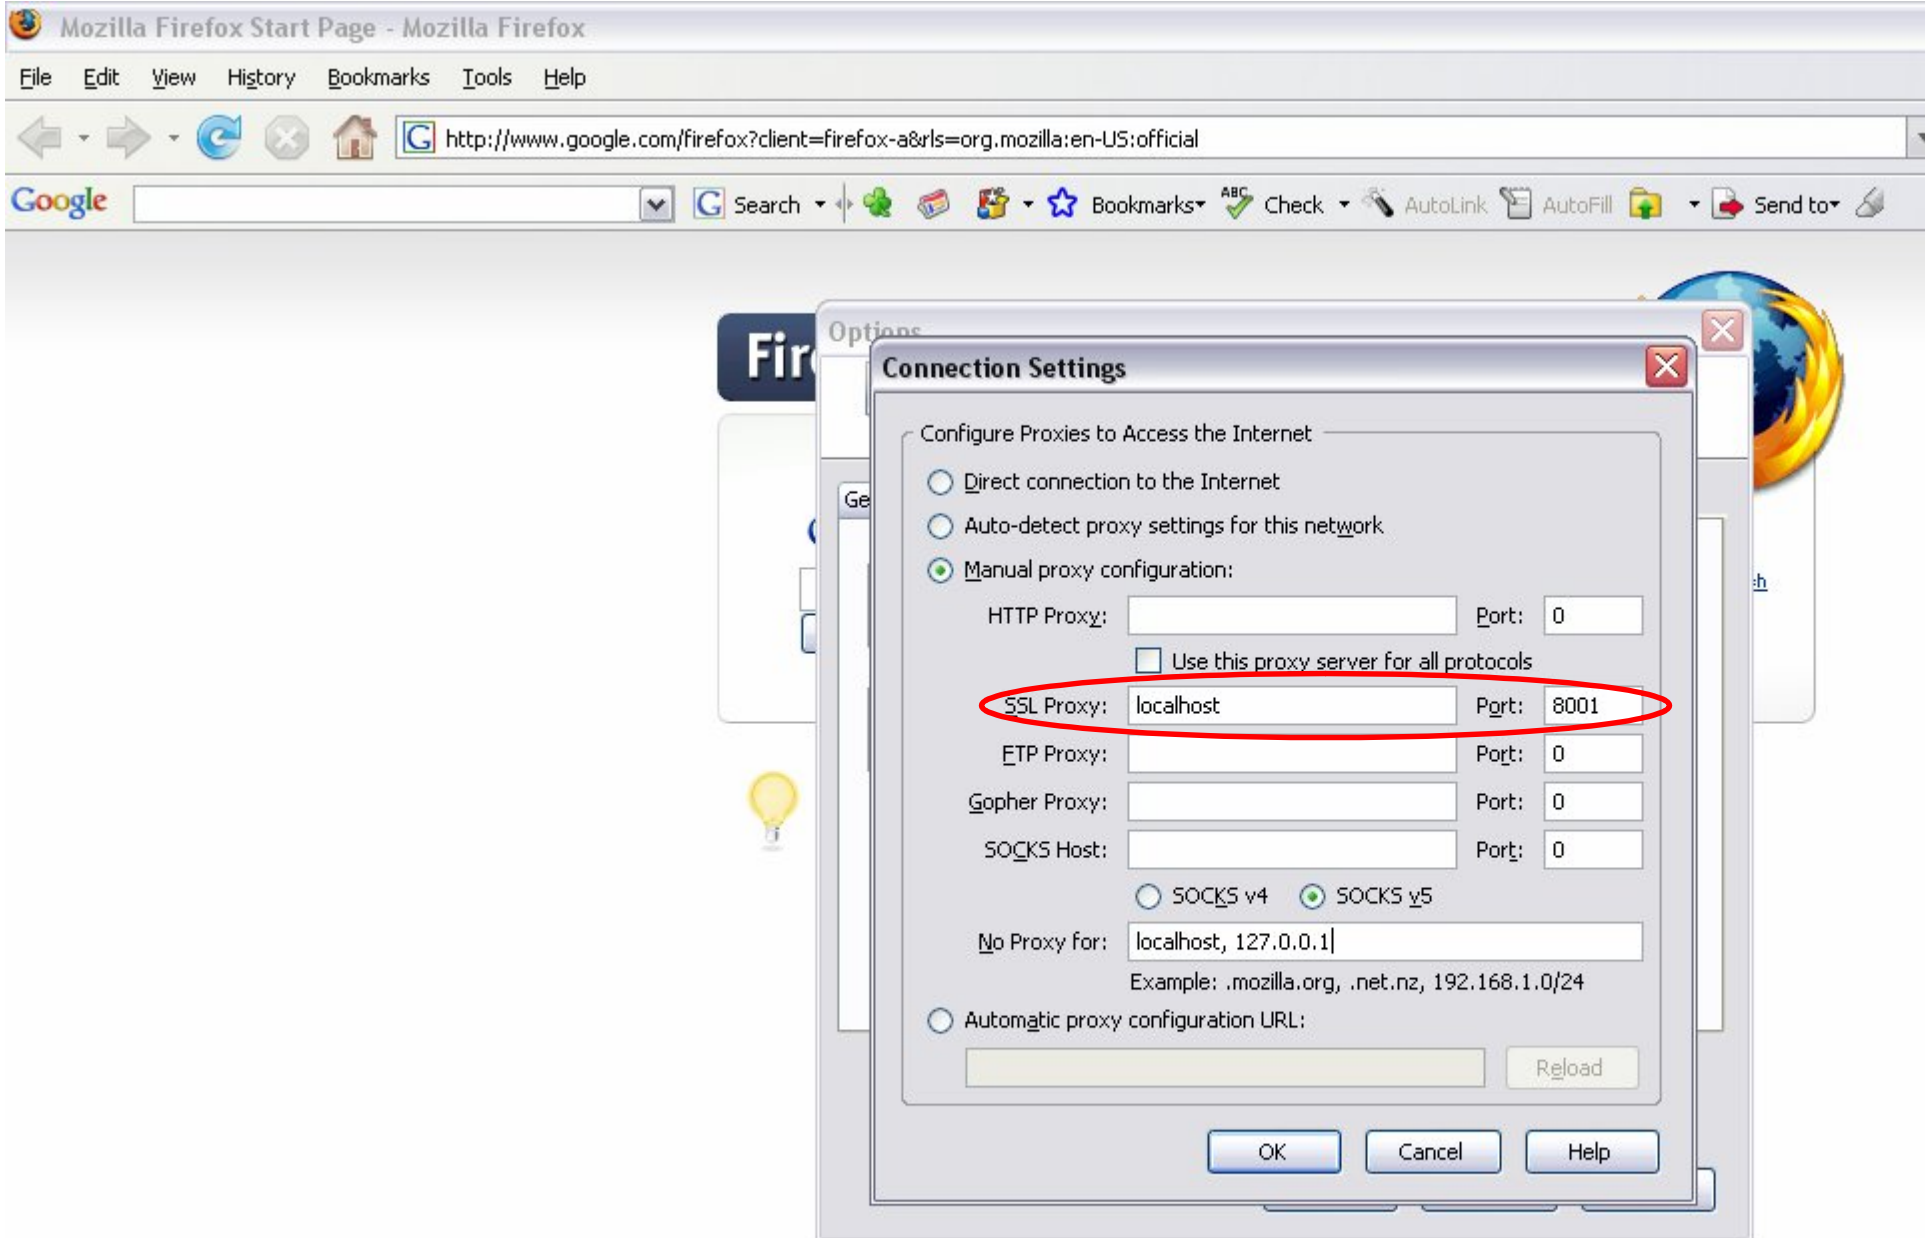 Mozilla Firefox Start Page - Mozilla Firefox
File Edit View History Bookmarks Tools Help
G http://www.google.com/firefox?client=firefox-a&rls=org.mozilla:en-US:official
Google G Search Bookmarks ABC Check AutoLink AutoFill Send to
Options
Connection Settings
Configure Proxies to Access the Internet
Direct connection to the Internet
Auto-detect proxy settings for this network
Manual proxy configuration:
HTTP Proxy: Port: 0
Use this proxy server for all protocols
SSL Proxy: localhost Port: 8001
FTP Proxy: Port: 0
Gopher Proxy: Port: 0
SOCKS Host: Port: 0
SOCKS v4 SOCKS v5
No Proxy for: localhost, 127.0.0.1
Example: .mozilla.org, .net.nz, 192.168.1.0/24
Automatic proxy configuration URL:
Reload
OK Cancel Help